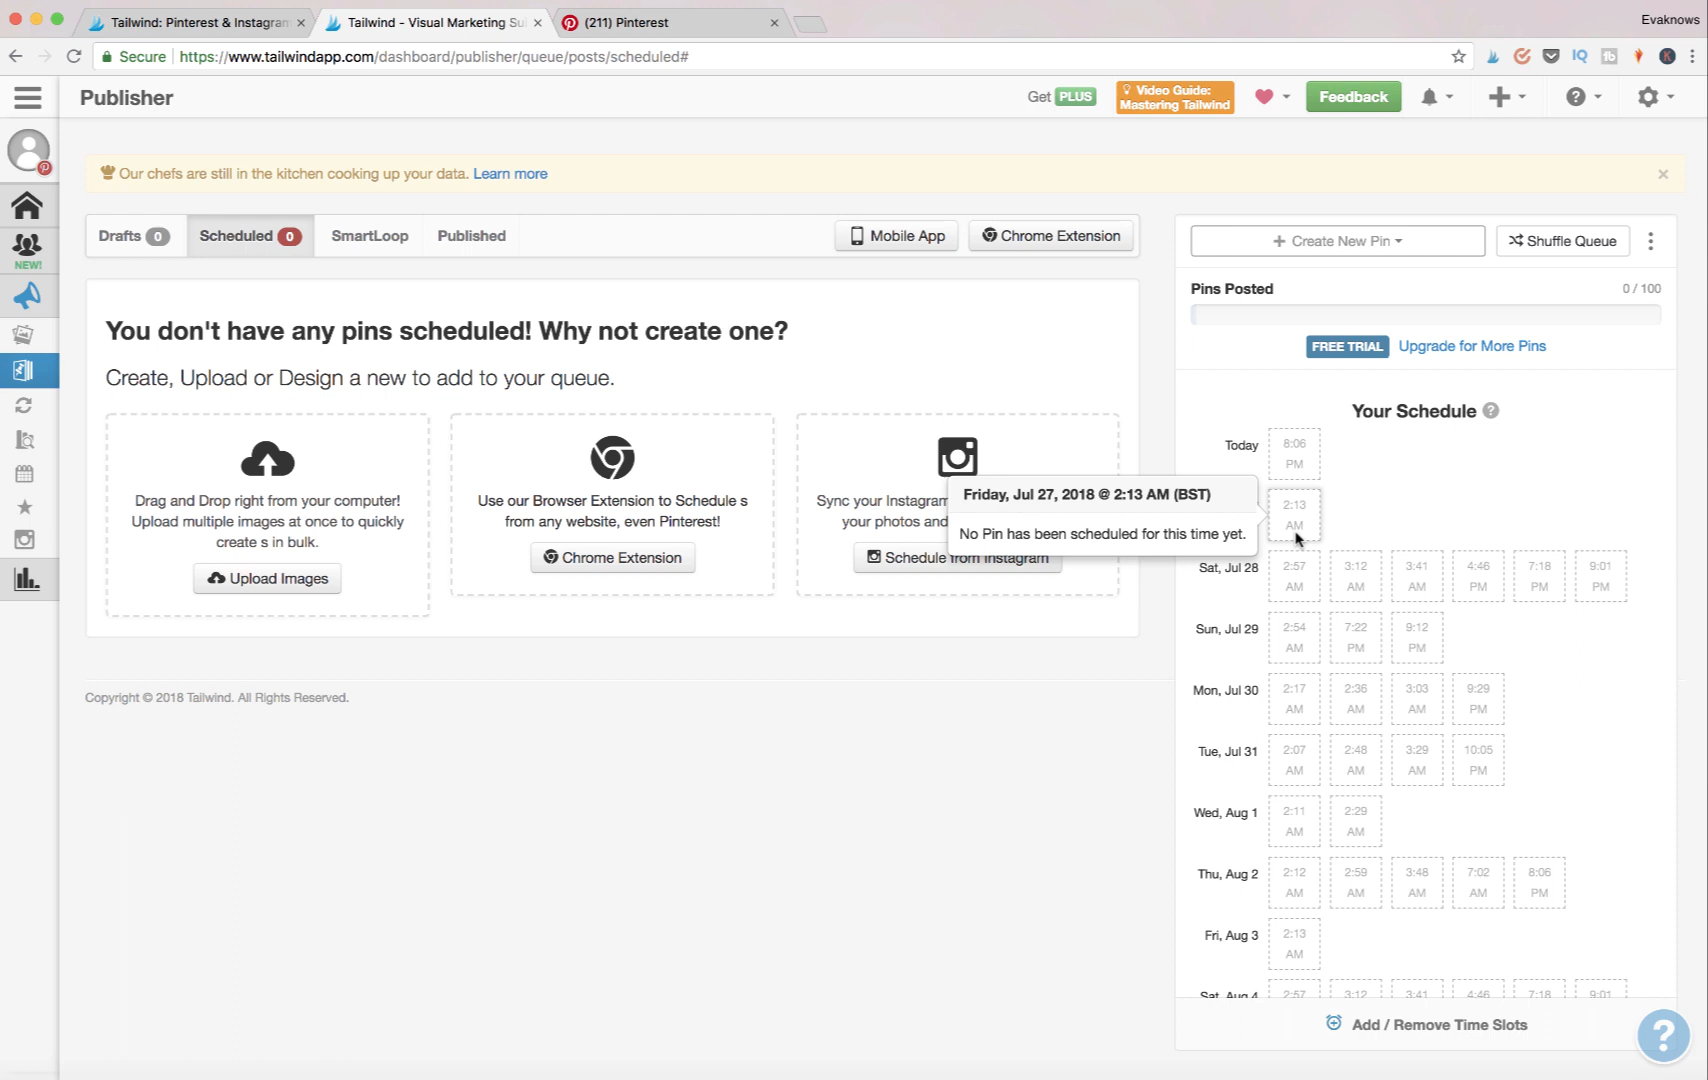 Tailwind: Pinterest & Instagram
Tailwind - Visual Marketing Sui
(211) Pinterest
Evaknows
Secure
https://www.tailwindapp.com/dashboard/publisher/queue/posts/scheduled#
IQ
fb
K
Publisher
Get PLUS
Video Guide:
Mastering Tailwind
Feedback
NEW!
Our chefs are still in the kitchen cooking up your data. Learn more
Drafts 0
Scheduled 0
SmartLoop
Published
Mobile App
Chrome Extension
Create New Pin
Shuffle Queue
Pins Posted
0 / 100
FREE TRIAL Upgrade for More Pins
You don't have any pins scheduled! Why not create one?
Create, Upload or Design a new to add to your queue.
Drag and Drop right from your computer!
Upload multiple images at once to quickly
create s in bulk.
Upload Images
Use our Browser Extension to Schedule s
from any website, even Pinterest!
Chrome Extension
Sync your Instagram
your photos and
Schedule from Instagram
Friday, Jul 27, 2018 @ 2:13 AM (BST)
No Pin has been scheduled for this time yet.
Your Schedule
Today 8:06 PM
2:13 AM
Sat, Jul 28 2:57 AM 3:12 AM 3:41 AM 4:46 PM 7:18 PM 9:01 PM
Sun, Jul 29 2:54 AM 7:22 PM 9:12 PM
Mon, Jul 30 2:17 AM 2:36 AM 3:03 AM 9:29 PM
Tue, Jul 31 2:07 AM 2:48 AM 3:29 AM 10:05 PM
Wed, Aug 1 2:11 AM 2:29 AM
Thu, Aug 2 2:12 AM 2:59 AM 3:48 AM 7:02 AM 8:06 PM
Fri, Aug 3 2:13 AM
Sat, Aug 4 2:57 3:12 3:41 4:46 7:18 9:01
Add / Remove Time Slots
Copyright © 2018 Tailwind. All Rights Reserved.